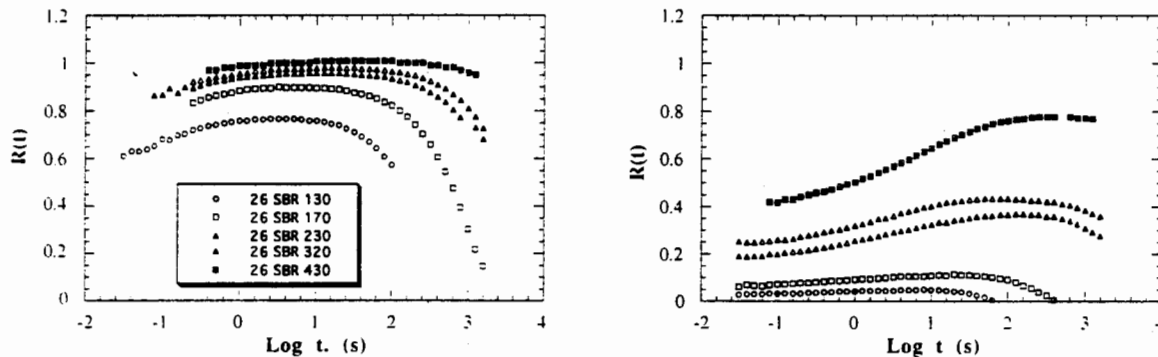 1.2
1
0.8
0.6
0.4
0.2
0
R(t)
26 SBR 130
26 SBR 170
26 SBR 230
26 SBR 320
26 SBR 430
-2 -1 0 1 2 3 4
Log t. (s)
1.2
1
0.8
0.6
0.4
0.2
0
R(t)
-2 -1 0 1 2 3 4
Log t (s)